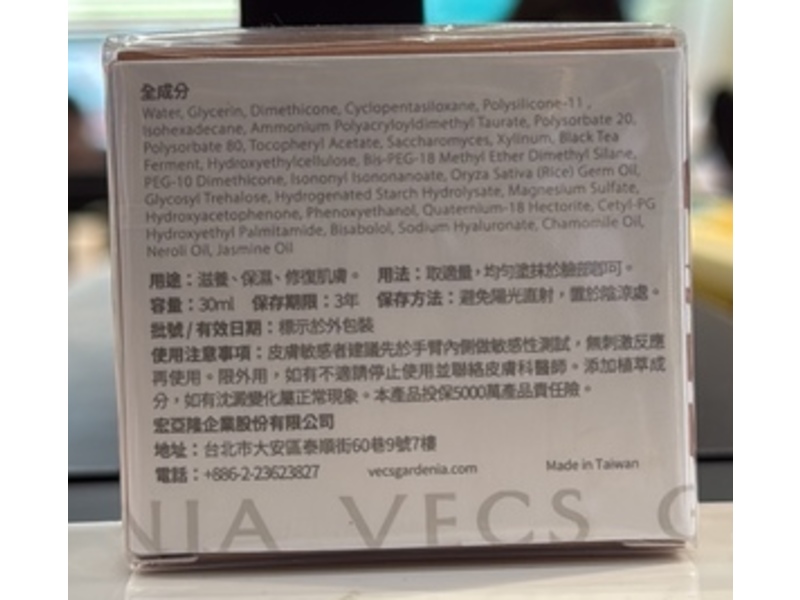 全成分
Water, Glycerin, Dimethicone, Cyclopentasiloxane, Polysilicone-11 ,
Isohexadecane, Ammonium Polyacryloyldimethyl Taurate, Polysorbate 20,
Polysorbate 80, Tocopheryl Acetate, Saccharomyces, Xylinum, Black Tea
Ferment, Hydroxyethylcellulose, Bis-PEG-18 Methyl Ether Dimethyl Silane,
PEG-10 Dimethicone, Isononyl Isononanoate, Oryza Sativa (Rice) Germ Oil,
Glycosyl Trehalose, Hydrogenated Starch Hydrolysate, Magnesium Sulfate,
Hydroxyacetophenone, Phenoxyethanol, Quaternium-18 Hectorite, Cetyl-PG
Hydroxyethyl Palmitamide, Bisabolol, Sodium Hyaluronate, Chamomile Oil,
Neroli Oil, Jasmine Oil
用途：滋養、保濕、修復肌膚。 用法：取適量，均勻塗抹於臉部即可。
容量：30ml 保存期限：3年 保存方法：避免陽光直射，置於陰涼處。
批號/有效日期：標示於外包裝
使用注意事項：皮膚敏感者建議先於手臂內側做敏感性測試，無刺激反應
再使用。限外用，如有不適請停止使用並聯絡皮膚科醫師。添加植萃成
分，如有沈澱變化屬正常現象。本產品投保5000萬產品責任險。
宏亞隆企業股份有限公司
地址：台北市大安區泰順街60巷9號7樓
電話：+886-2-23623827 vecsgardenia.com Made in Taiwan
NIA VECS G